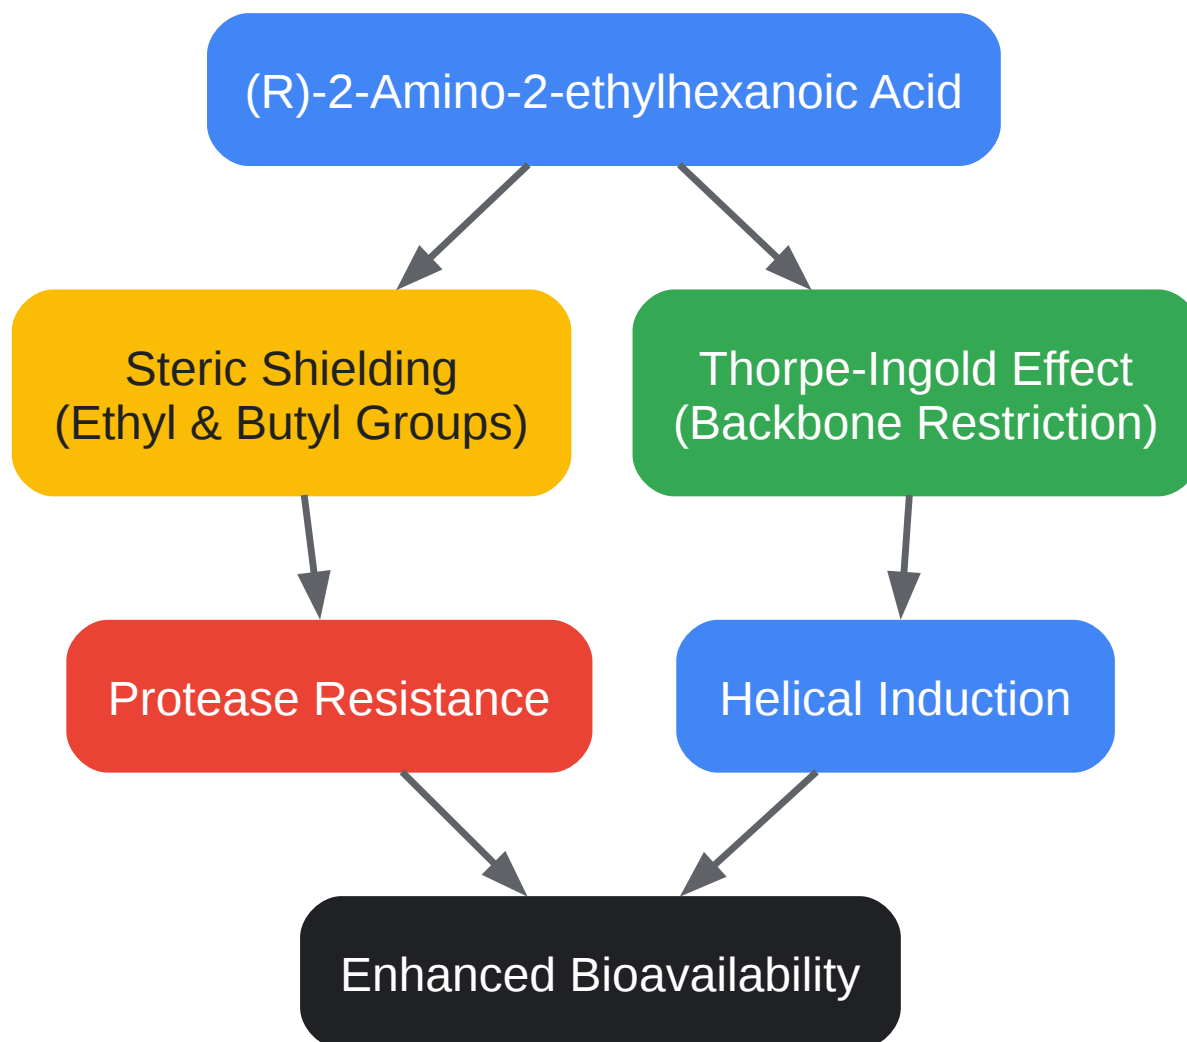 (R)-2-Amino-2-ethylhexanoic Acid
Steric Shielding
(Ethyl & Butyl Groups)
Thorpe-Ingold Effect
(Backbone Restriction)
Protease Resistance
Helical Induction
Enhanced Bioavailability